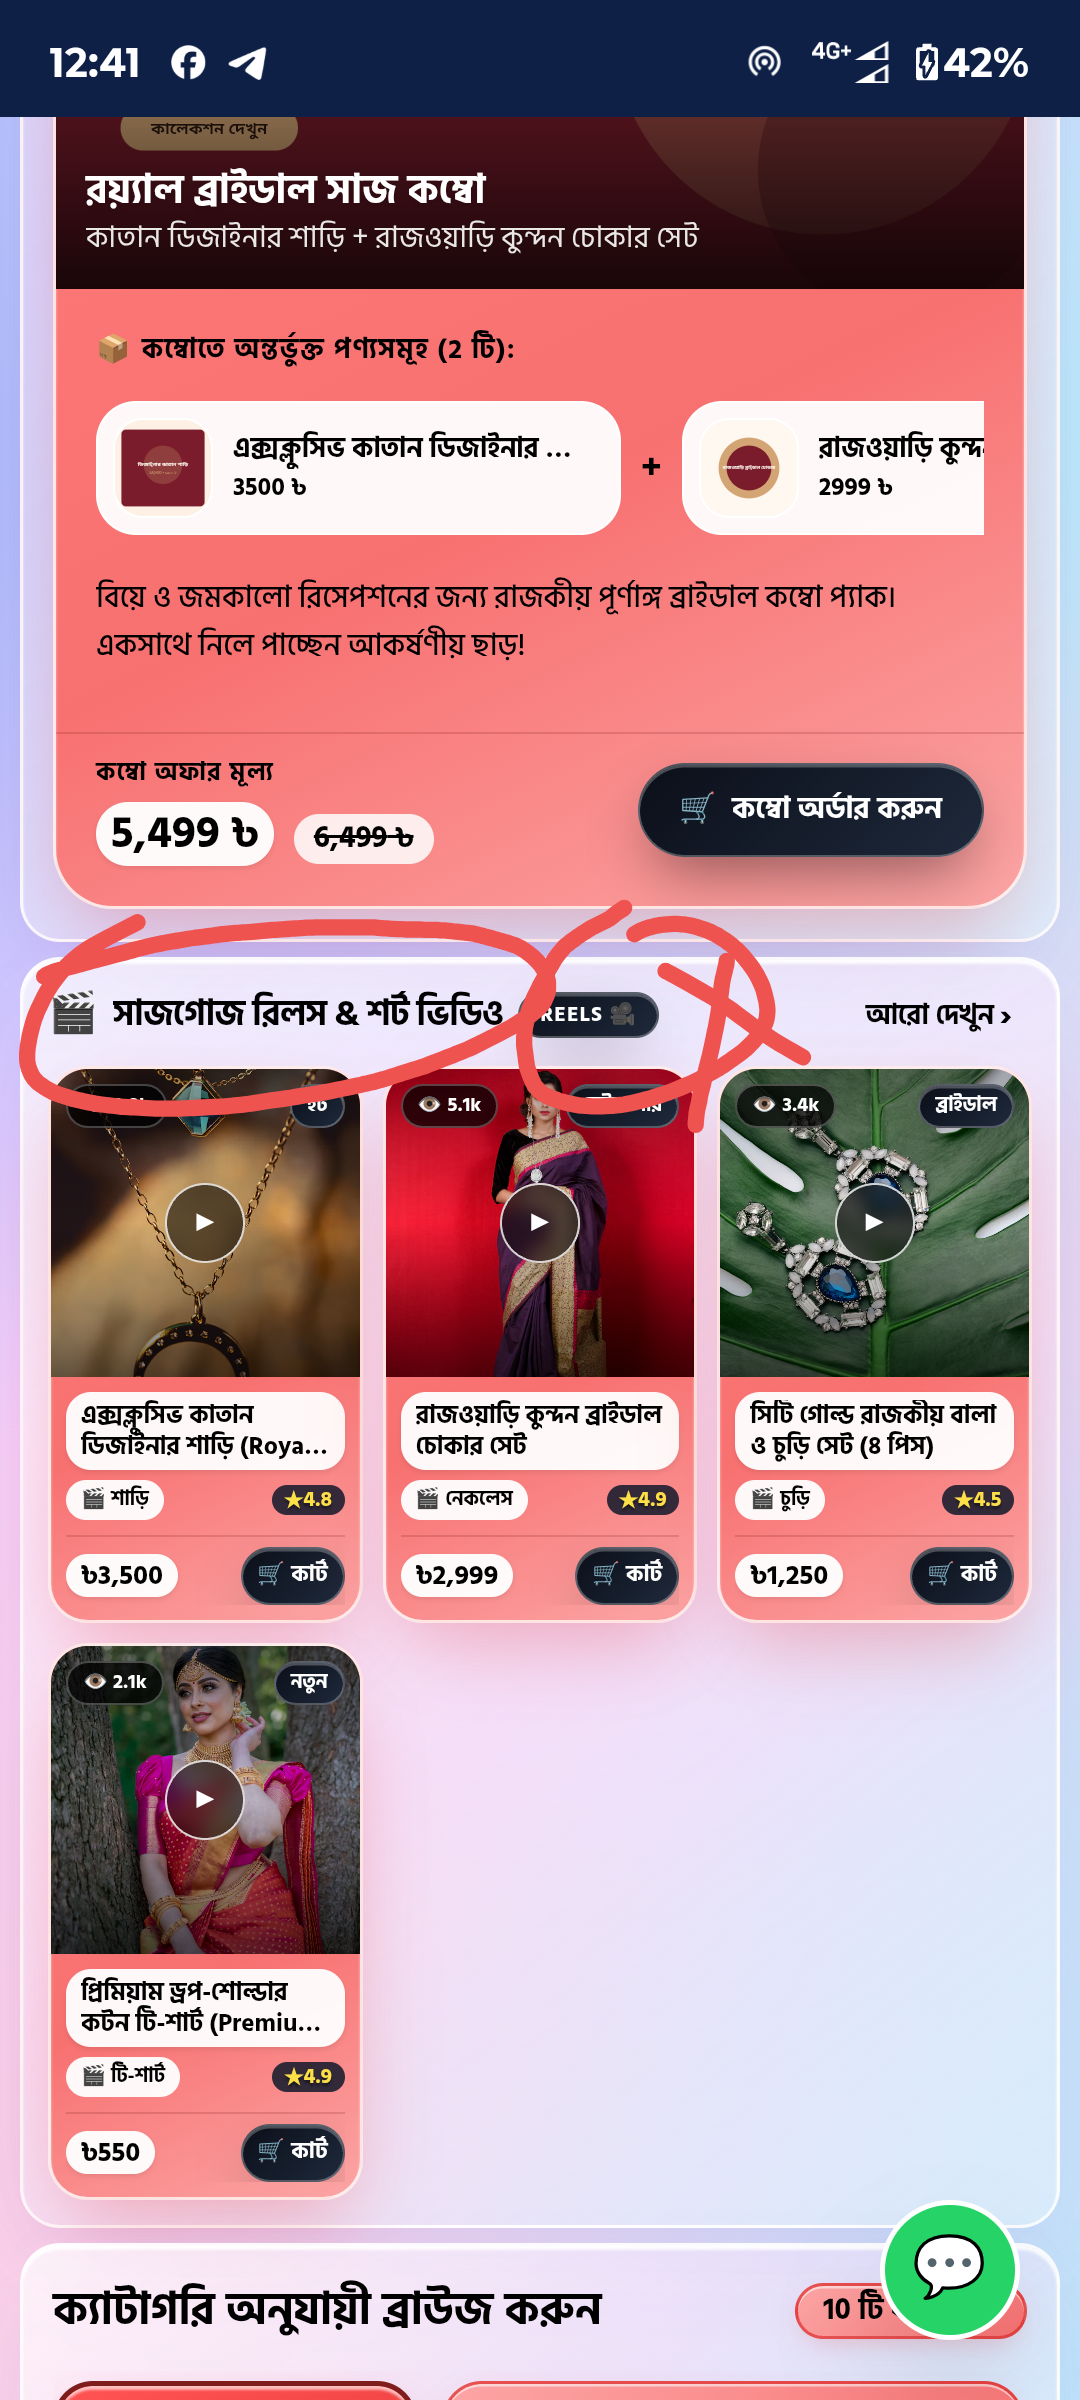 12:41
4G+
42%
কালেকশন দেখুন
রয়্যাল ব্রাইডাল সাজ কম্বো
কাতান ডিজাইনার শাড়ি + রাজওয়াড়ি কুন্দন চোকার সেট
📦 কম্বোতে অন্তর্ভুক্ত পণ্যসমূহ (2 টি):
এক্সক্লুসিভ কাতান ডিজাইনার ...
3500 ৳
+
রাজওয়াড়ি কুন্দ
2999 ৳
বিয়ে ও জমকালো রিসেপশনের জন্য রাজকীয় পূর্ণাঙ্গ ব্রাইডাল কম্বো প্যাক।
একসাথে নিলে পাচ্ছেন আকর্ষণীয় ছাড়!
কম্বো অফার মূল্য
5,499 ৳
6,499 ৳
🛒 কম্বো অর্ডার করুন
🎬 সাজগোজ রিলস & শর্ট ভিডিও
REELS 🎥
আরো দেখুন ›
👁️ 5.1k
👁️ 3.4k
ব্রাইডাল
এক্সক্লুসিভ কাতান
ডিজাইনার শাড়ি (Roya...
🎬 শাড়ি
★4.8
৳3,500
🛒 কার্ট
রাজওয়াড়ি কুন্দন ব্রাইডাল
চোকার সেট
🎬 নেকলেস
★4.9
৳2,999
🛒 কার্ট
সিটি গোল্ড রাজকীয় বালা
ও চুড়ি সেট (৪ পিস)
🎬 চুড়ি
★4.5
৳1,250
🛒 কার্ট
👁️ 2.1k
নতুন
প্রিমিয়াম ড্রপ-শোল্ডার
কটন টি-শার্ট (Premiu...
🎬 টি-শার্ট
★4.9
৳550
🛒 কার্ট
ক্যাটাগরি অনুযায়ী ব্রাউজ করুন
10 টি